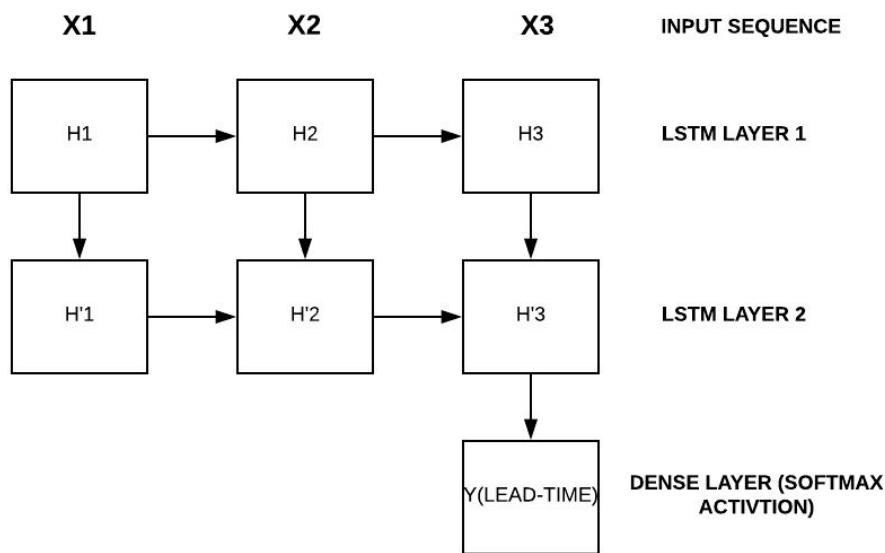 X1 X2 X3 INPUT SEQUENCE
H1 H2 H3 LSTM LAYER 1
H'1 H'2 H'3 LSTM LAYER 2
Y(LEAD-TIME) DENSE LAYER (SOFTMAX
ACTIVTION)